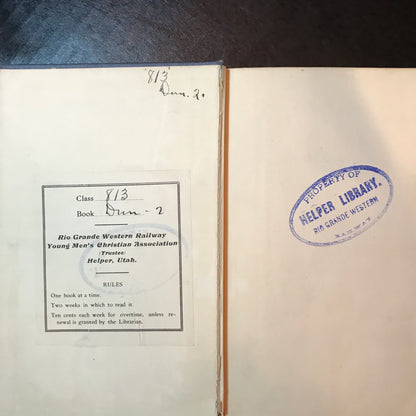 813
Dun. 2.
Class 813
Book Dun - 2
Rio Grande Western Railway
Young Men's Christian Association
(Trustee)
Helper, Utah.
RULES
One book at a time.
Two weeks in which to read it.
Ten cents each week for overtime, unless re-
newal is granted by the Librarian.
PROPERTY OF
HELPER LIBRARY.
RIO GRANDE WESTERN
RAILWAY